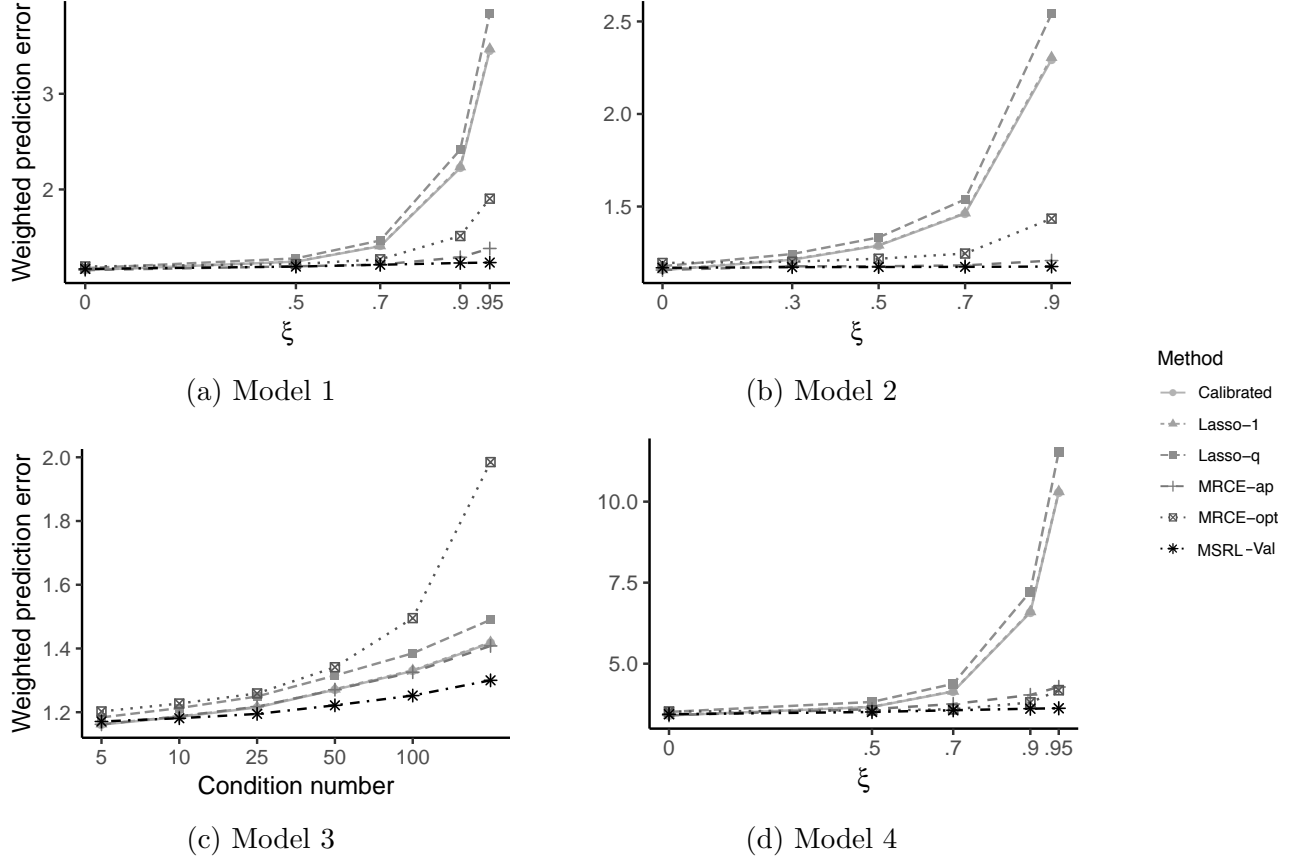 Weighted prediction error
3
2
0
.5
.7
.9
.95
ξ
(a) Model 1
2.5
2.0
1.5
0
.3
.5
.7
.9
ξ
(b) Model 2
Weighted prediction error
2.0
1.8
1.6
1.4
1.2
5
10
25
50
100
Condition number
(c) Model 3
10.0
7.5
5.0
0
.5
.7
.9
.95
ξ
(d) Model 4
Method
Calibrated
Lasso−1
Lasso−q
MRCE−ap
MRCE−opt
MSRL-Val